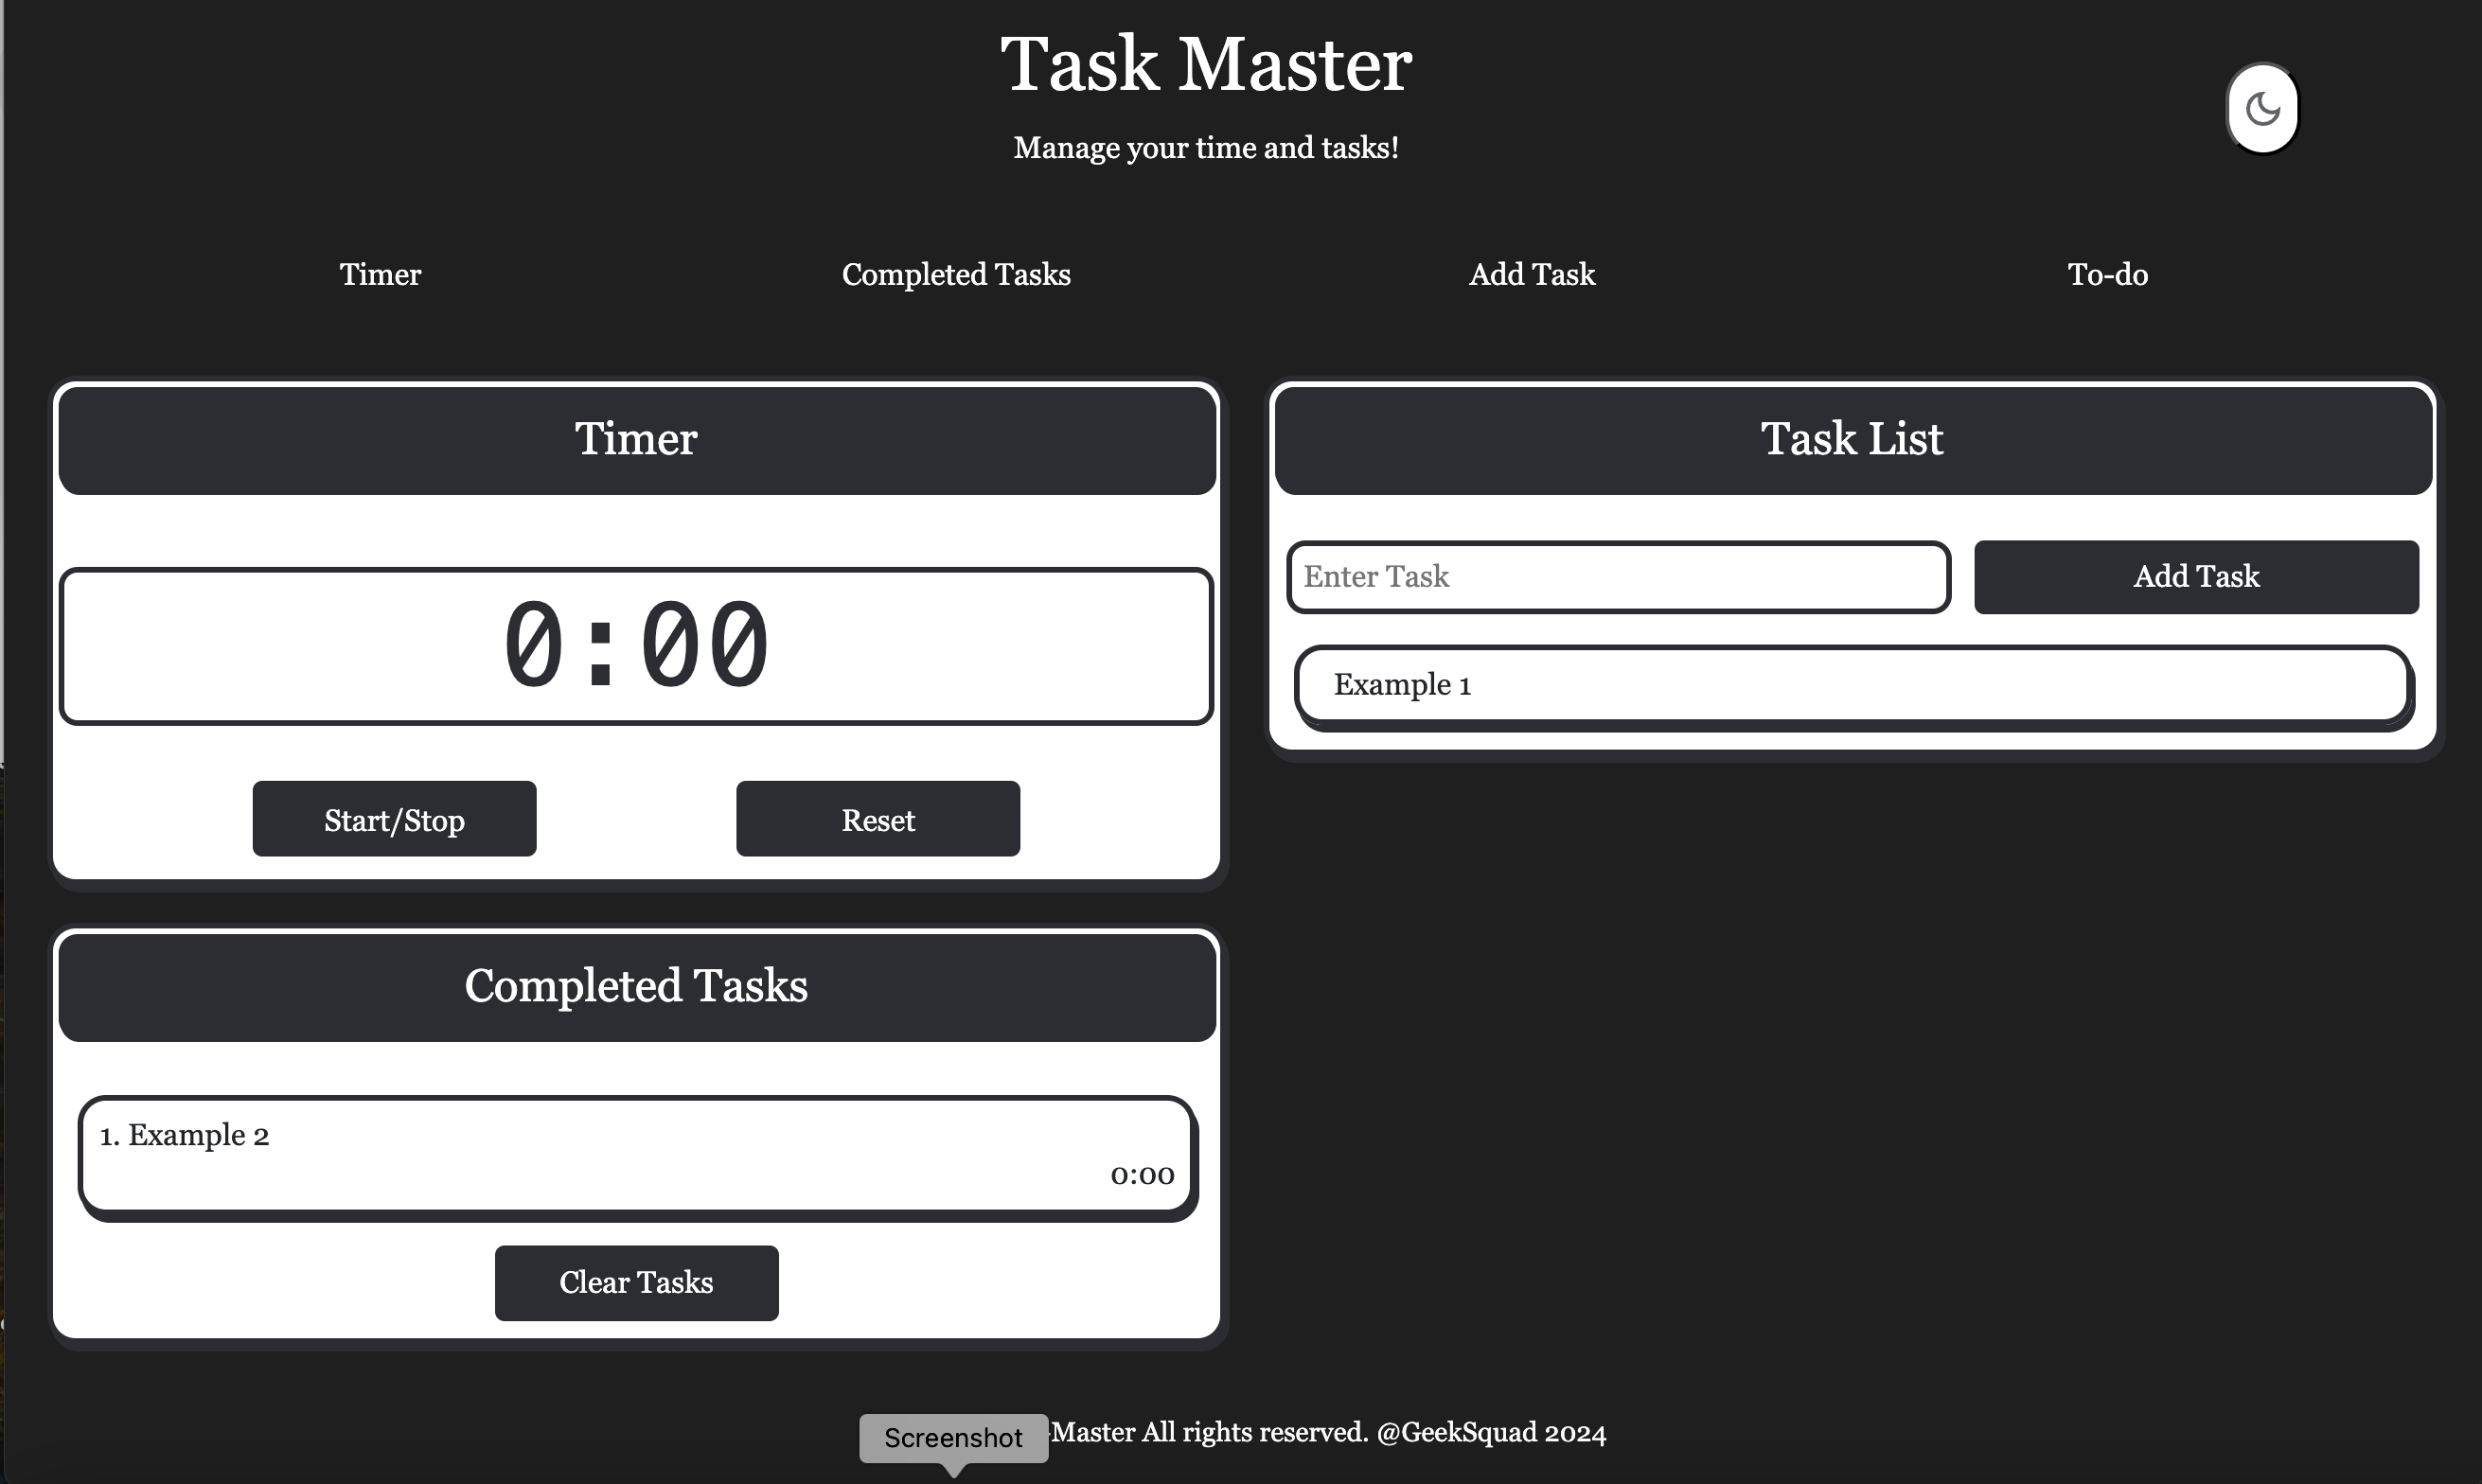 Task Master
Manage your time and tasks!
Timer
Completed Tasks
Add Task
To-do
Timer
0:00
Start/Stop
Reset
Task List
Enter Task
Add Task
Example 1
Completed Tasks
1. Example 2
0:00
Clear Tasks
Screenshot
-Master All rights reserved. @GeekSquad 2024